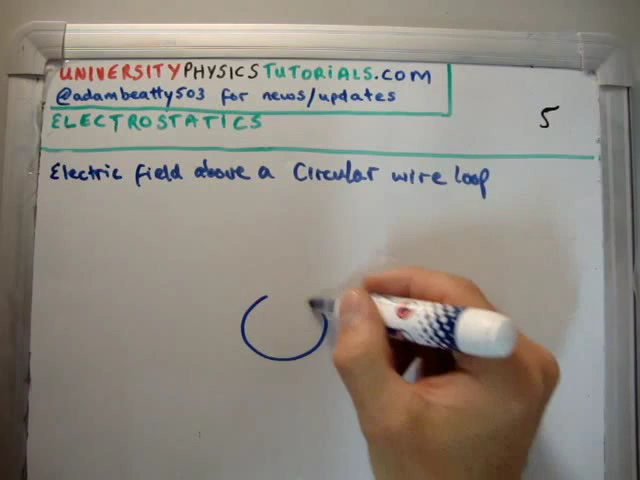 UNIVERSITYPHYSICSTUTORIALS.COM
@adambeatty503 for news/updates
ELECTROSTATICS
5
Electric field above a Circular wire loop